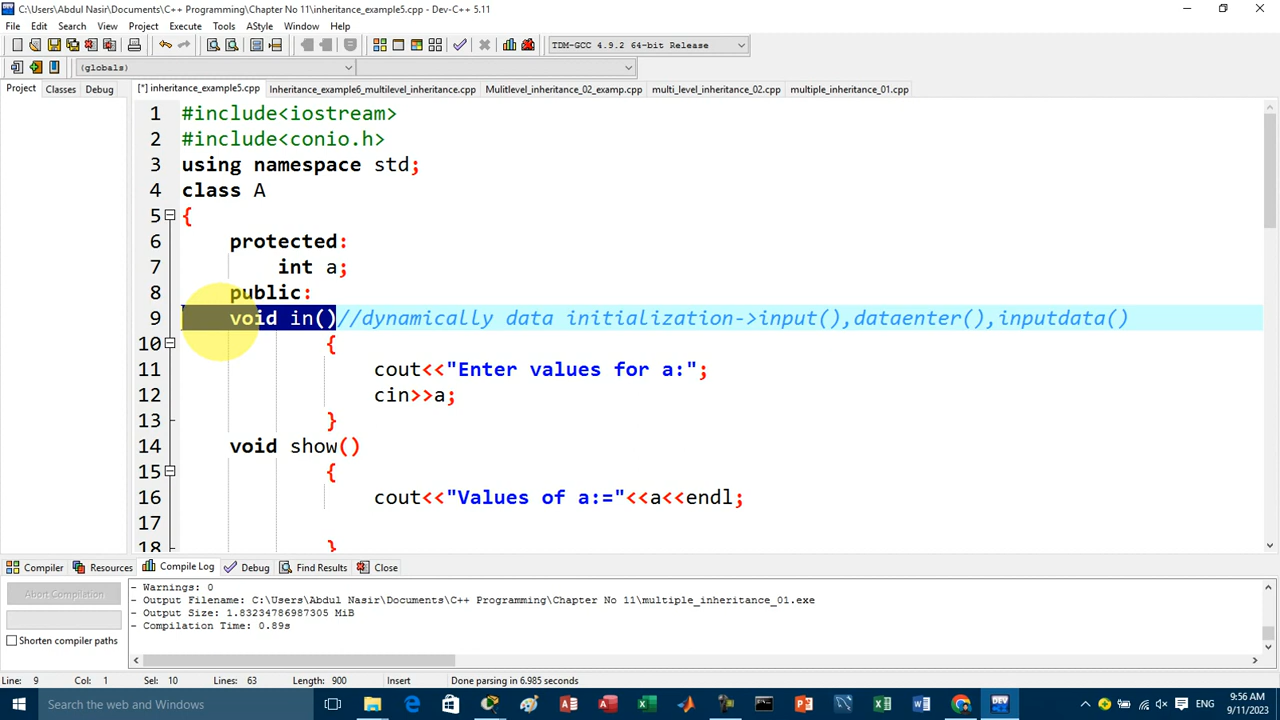 C:\Users\Abdul Nasir\Documents\C++ Programming\Chapter No 11\inheritance_example5.cpp - Dev-C++ 5.11
File Edit Search View Project Execute Tools AStyle Window Help
TDM-GCC 4.9.2 64-bit Release
(globals)
Project Classes Debug
[*] inheritance_example5.cpp Inheritance_example6_multilevel_inheritance.cpp Mulitlevel_inheritance_02_examp.cpp multi_level_inheritance_02.cpp multiple_inheritance_01.cpp
1 #include<iostream>
2 #include<conio.h>
3 using namespace std;
4 class A
5 {
6 protected:
7 int a;
8 public:
9 void in()//dynamically data initialization->input(),dataenter(),inputdata()
10 {
11 cout<<"Enter values for a:";
12 cin>>a;
13 }
14 void show()
15 {
16 cout<<"Values of a:="<<a<<endl;
17
18 }
Compiler Resources Compile Log Debug Find Results Close
Abort Compilation
Shorten compiler paths
- Warnings: 0
- Output Filename: C:\Users\Abdul Nasir\Documents\C++ Programming\Chapter No 11\multiple_inheritance_01.exe
- Output Size: 1.83234786987305 MiB
- Compilation Time: 0.89s
Line: 9 Col: 1 Sel: 10 Lines: 63 Length: 900 Insert Done parsing in 6.985 seconds
Search the web and Windows
ENG
9:56 AM
9/11/2023
DEV